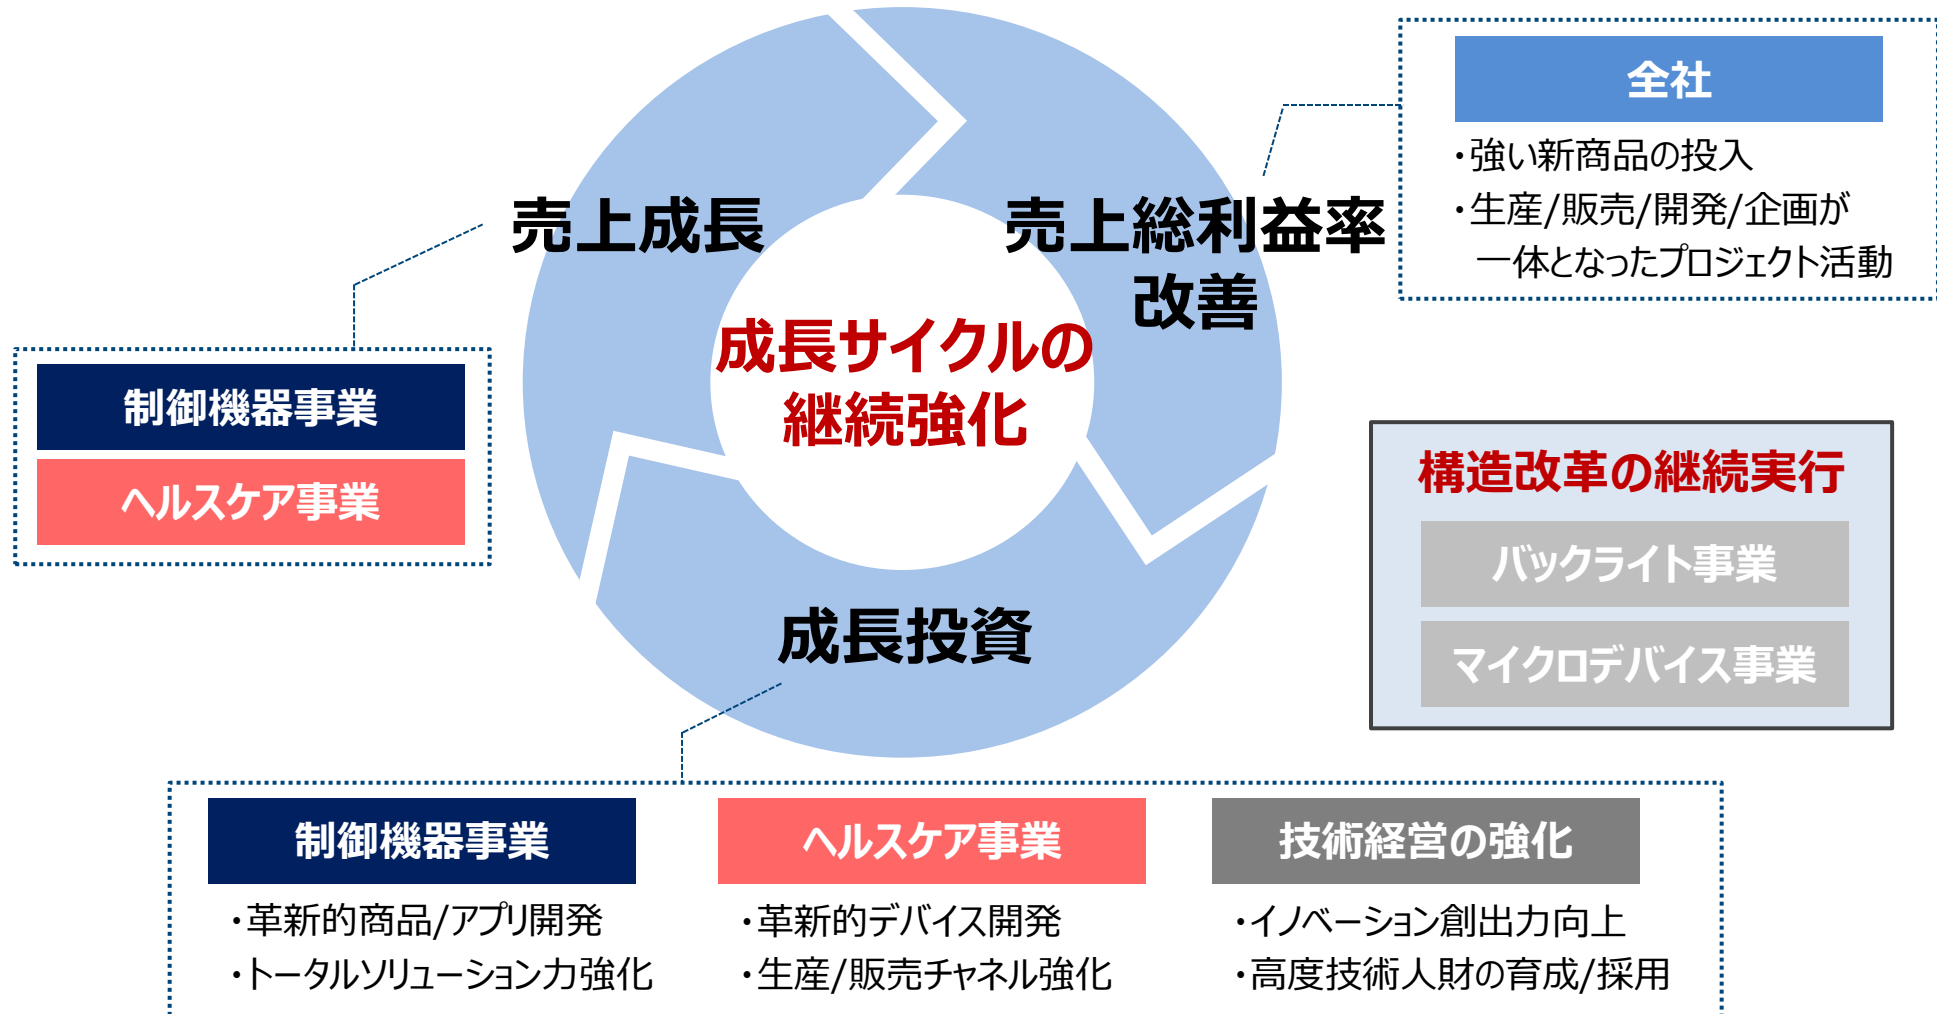 全社
・強い新商品の投入
・生産/販売/開発/企画が
一体となったプロジェクト活動
売上成長
売上総利益率
改善
成長サイクルの
継続強化
制御機器事業
ヘルスケア事業
構造改革の継続実行
バックライト事業
マイクロデバイス事業
成長投資
制御機器事業
・革新的商品/アプリ開発
・トータルソリューション力強化
ヘルスケア事業
・革新的デバイス開発
・生産/販売チャネル強化
技術経営の強化
・イノベーション創出力向上
・高度技術人財の育成/採用